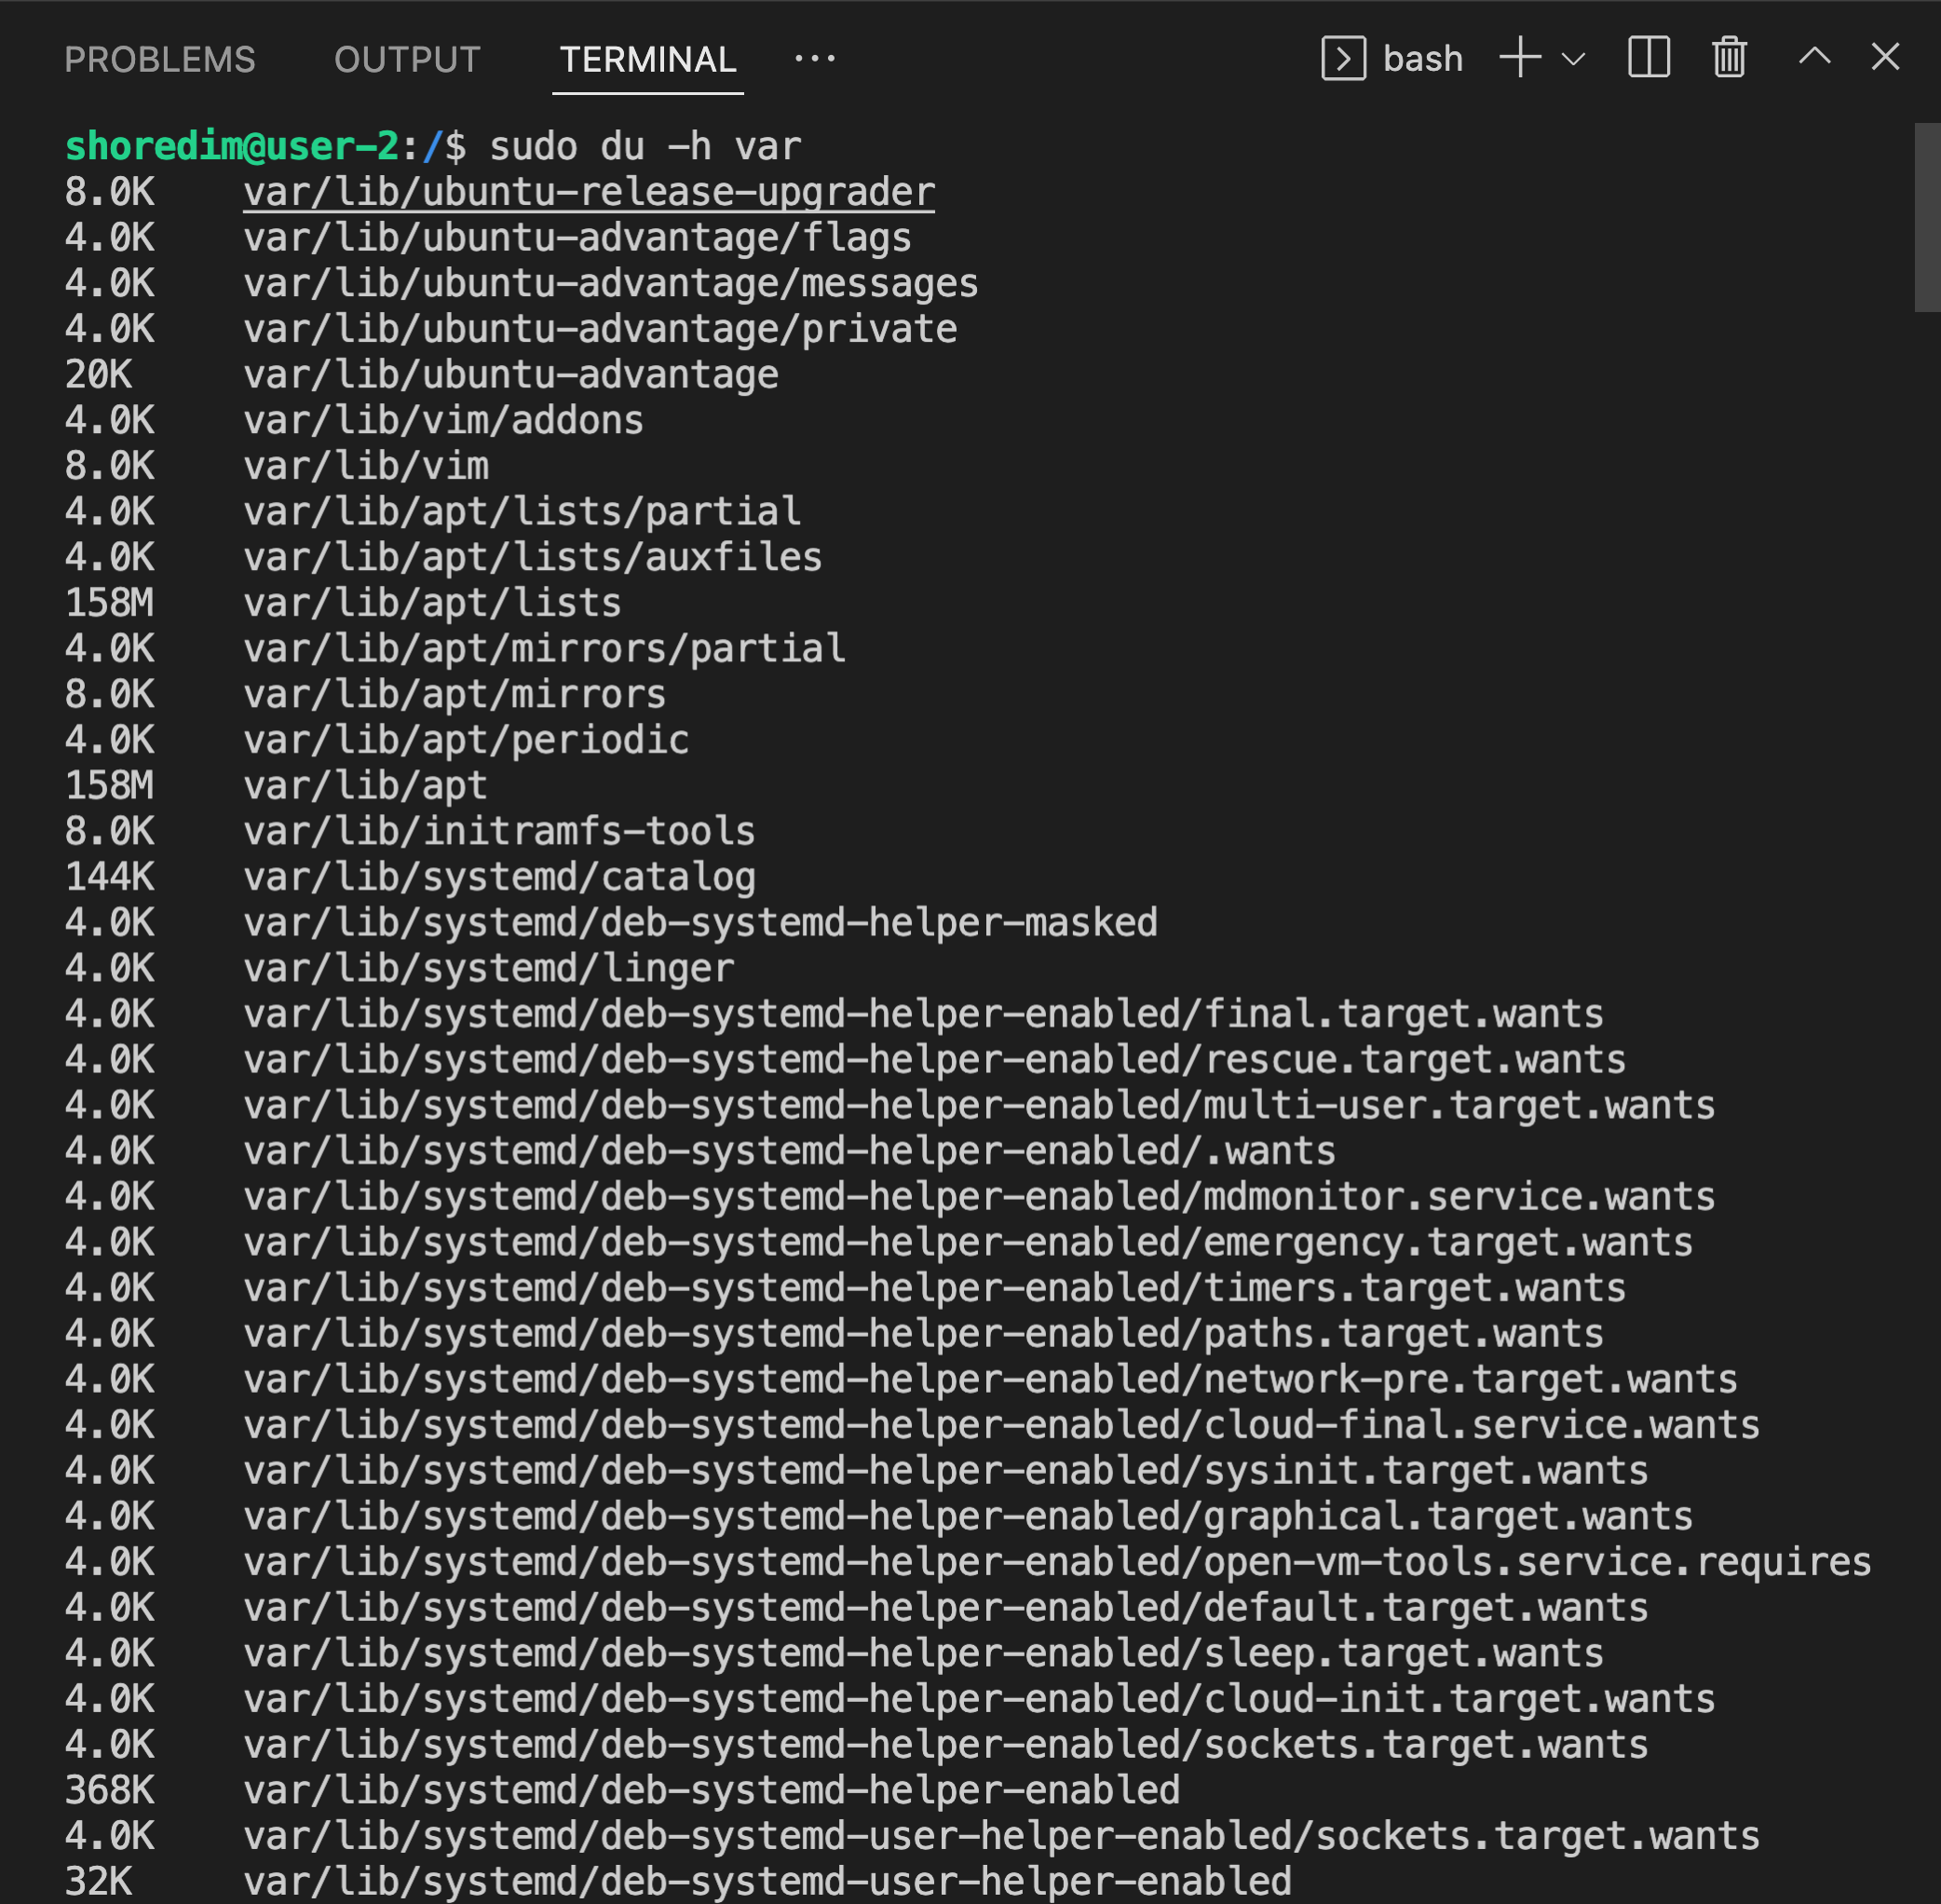 PROBLEMS OUTPUT TERMINAL ... bash
shoredim@user-2:/$ sudo du -h var
8.0K var/lib/ubuntu-release-upgrader
4.0K var/lib/ubuntu-advantage/flags
4.0K var/lib/ubuntu-advantage/messages
4.0K var/lib/ubuntu-advantage/private
20K var/lib/ubuntu-advantage
4.0K var/lib/vim/addons
8.0K var/lib/vim
4.0K var/lib/apt/lists/partial
4.0K var/lib/apt/lists/auxfiles
158M var/lib/apt/lists
4.0K var/lib/apt/mirrors/partial
8.0K var/lib/apt/mirrors
4.0K var/lib/apt/periodic
158M var/lib/apt
8.0K var/lib/initramfs-tools
144K var/lib/systemd/catalog
4.0K var/lib/systemd/deb-systemd-helper-masked
4.0K var/lib/systemd/linger
4.0K var/lib/systemd/deb-systemd-helper-enabled/final.target.wants
4.0K var/lib/systemd/deb-systemd-helper-enabled/rescue.target.wants
4.0K var/lib/systemd/deb-systemd-helper-enabled/multi-user.target.wants
4.0K var/lib/systemd/deb-systemd-helper-enabled/.wants
4.0K var/lib/systemd/deb-systemd-helper-enabled/mdmonitor.service.wants
4.0K var/lib/systemd/deb-systemd-helper-enabled/emergency.target.wants
4.0K var/lib/systemd/deb-systemd-helper-enabled/timers.target.wants
4.0K var/lib/systemd/deb-systemd-helper-enabled/paths.target.wants
4.0K var/lib/systemd/deb-systemd-helper-enabled/network-pre.target.wants
4.0K var/lib/systemd/deb-systemd-helper-enabled/cloud-final.service.wants
4.0K var/lib/systemd/deb-systemd-helper-enabled/sysinit.target.wants
4.0K var/lib/systemd/deb-systemd-helper-enabled/graphical.target.wants
4.0K var/lib/systemd/deb-systemd-helper-enabled/open-vm-tools.service.requires
4.0K var/lib/systemd/deb-systemd-helper-enabled/default.target.wants
4.0K var/lib/systemd/deb-systemd-helper-enabled/sleep.target.wants
4.0K var/lib/systemd/deb-systemd-helper-enabled/cloud-init.target.wants
4.0K var/lib/systemd/deb-systemd-helper-enabled/sockets.target.wants
368K var/lib/systemd/deb-systemd-helper-enabled
4.0K var/lib/systemd/deb-systemd-user-helper-enabled/sockets.target.wants
32K var/lib/systemd/deb-systemd-user-helper-enabled